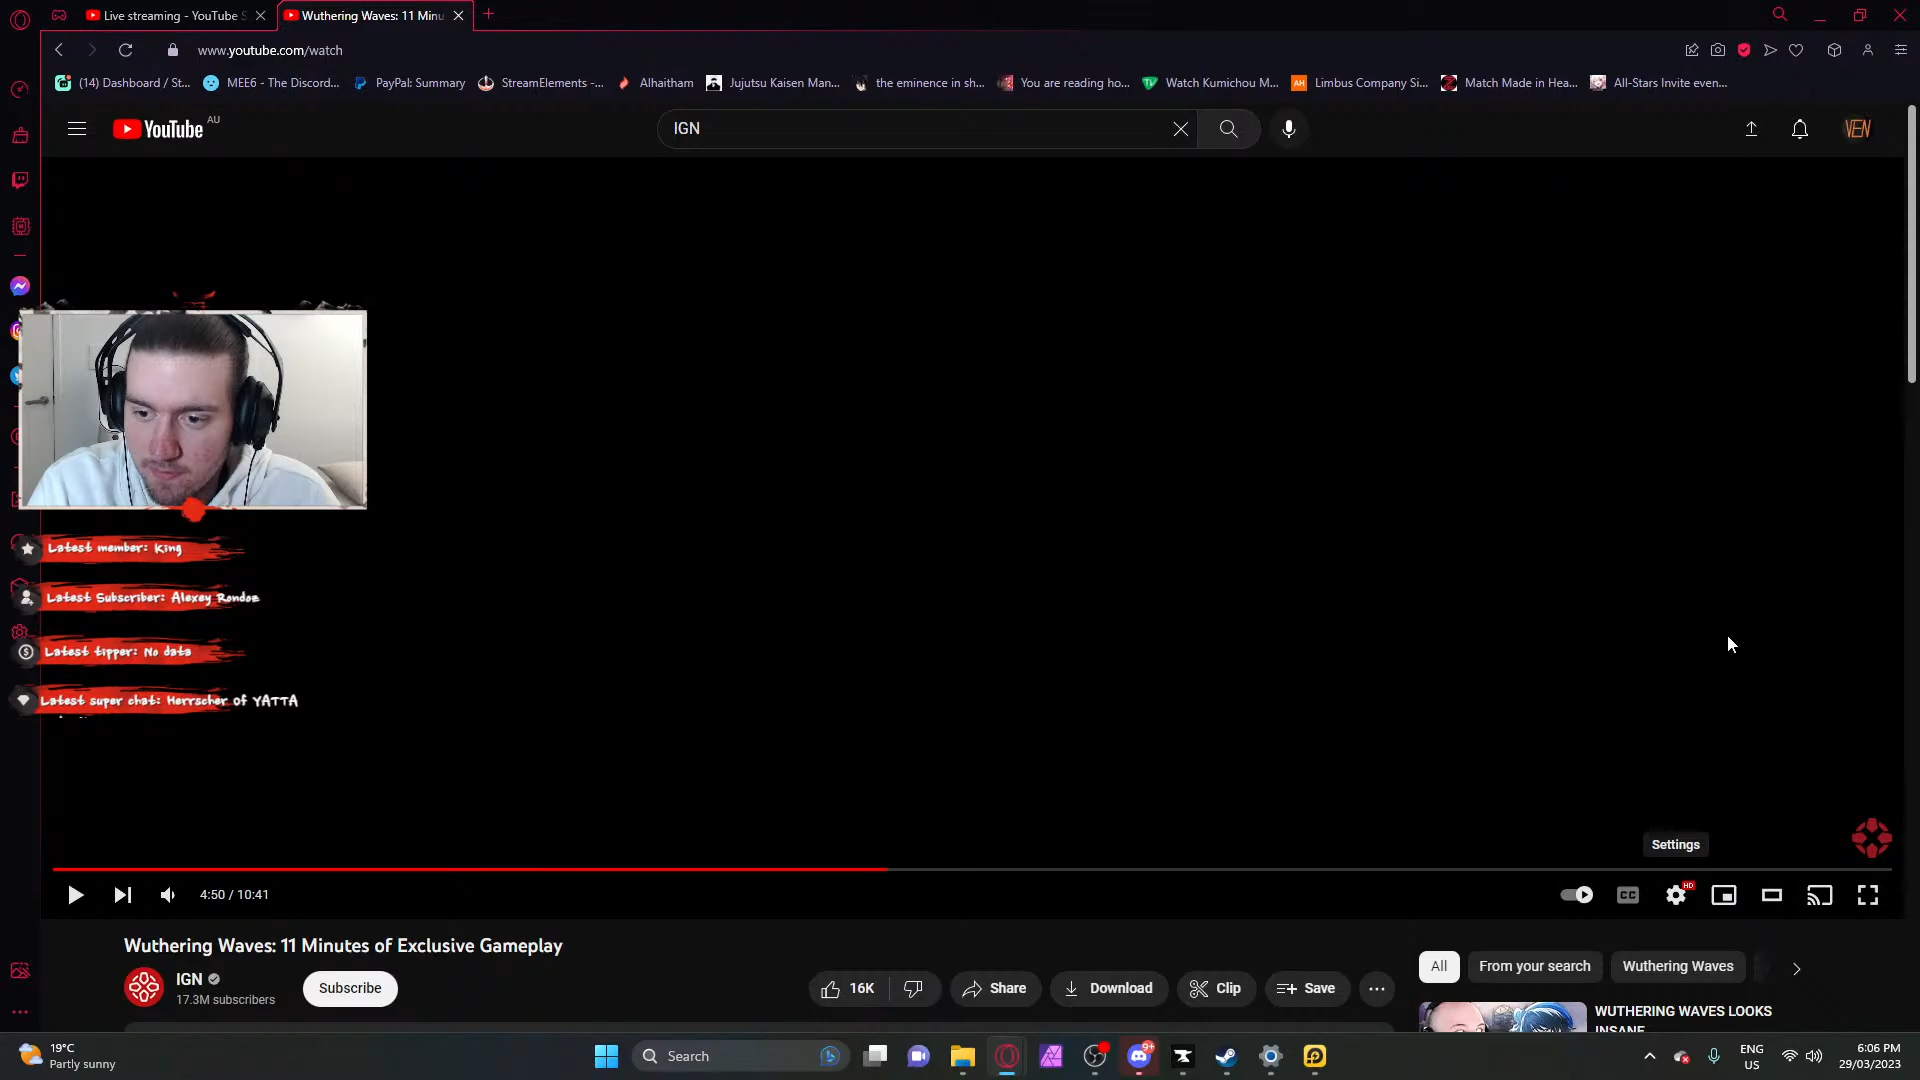 Live streaming - YouTube S
Wuthering Waves: 11 Minu
www.youtube.com/watch
(14) Dashboard / St...
MEE6 - The Discord...
PayPal: Summary
StreamElements -...
Alhaitham
Jujutsu Kaisen Man...
the eminence in sh...
You are reading ho...
Watch Kumichou M...
Limbus Company Si...
Match Made in Hea...
All-Stars Invite even...
YouTube AU
IGN
VEN
Latest member: King
Latest Subscriber: Alexey Rondoz
Latest tipper: No data
Latest super chat: Herrscher of YATTA
Settings
4:50 / 10:41
CC
HD
Wuthering Waves: 11 Minutes of Exclusive Gameplay
IGN
17.3M subscribers
Subscribe
16K
Share
Download
Clip
Save
All
From your search
Wuthering Waves
WUTHERING WAVES LOOKS
INSANE
19°C
Partly sunny
Search
9+
ENG
US
6:06 PM
29/03/2023